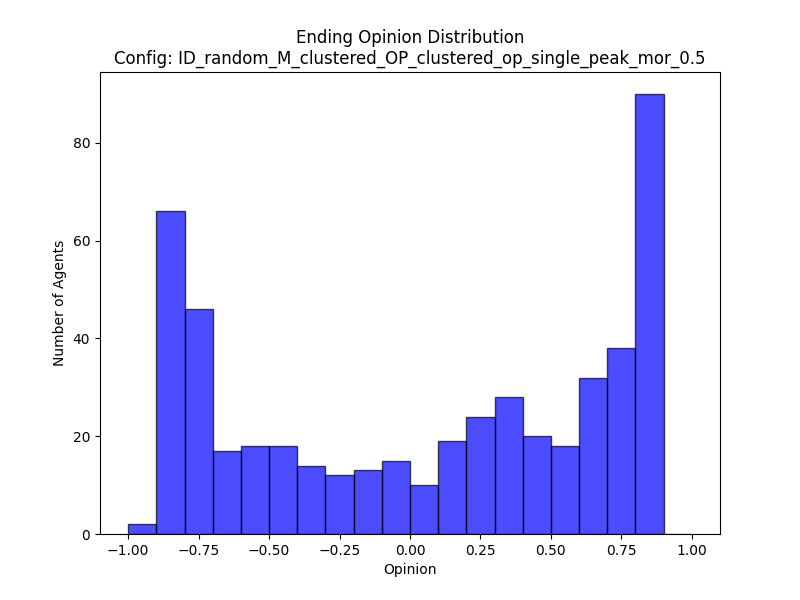 Ending Opinion Distribution
Config: ID_random_M_clustered_OP_clustered_op_single_peak_mor_0.5
80
60
40
20
0
Number of Agents
−1.00 −0.75 −0.50 −0.25 0.00 0.25 0.50 0.75 1.00
Opinion